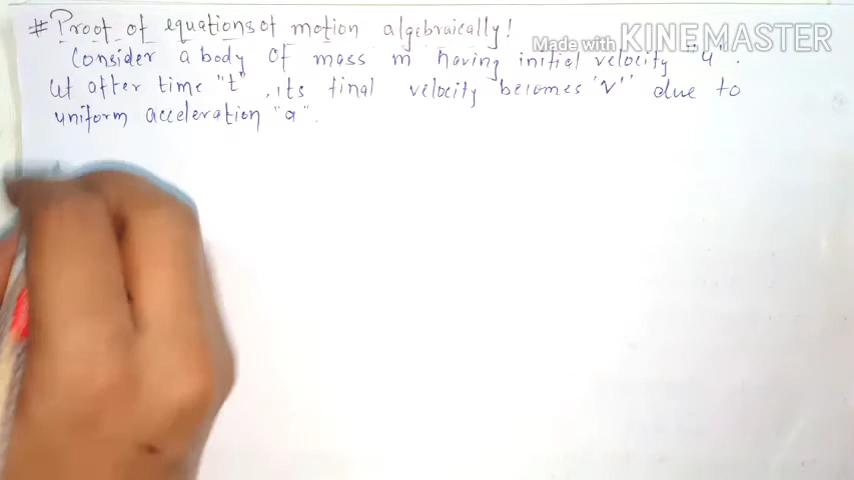 # Proof of equations of motion algebraically!
Made with KINEMASTER
Consider a body of mass m having initial velocity "u".
Let after time "t", its final velocity becomes "v" due to
uniform acceleration "a".